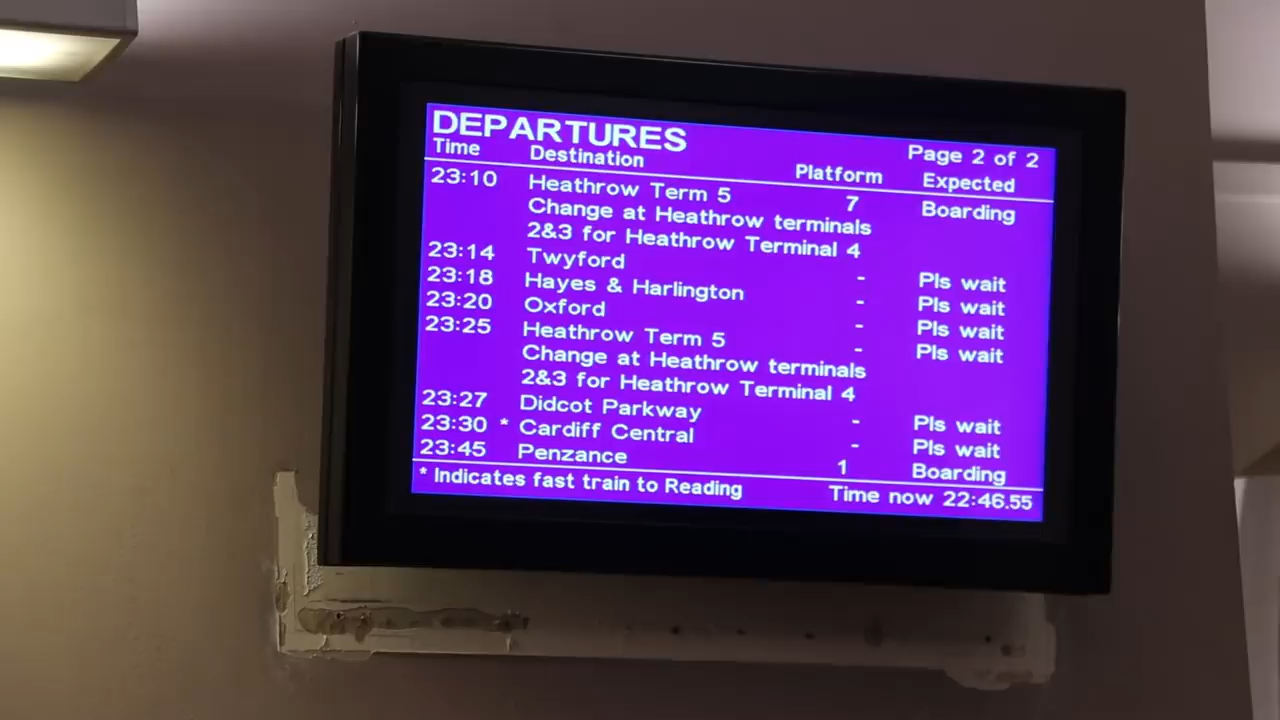 DEPARTURES
Page 2 of 2
Time Destination Platform Expected
23:10 Heathrow Term 5 7 Boarding
Change at Heathrow terminals
2&3 for Heathrow Terminal 4
23:14 Twyford - Pls wait
23:18 Hayes & Harlington - Pls wait
23:20 Oxford - Pls wait
23:25 Heathrow Term 5 - Pls wait
Change at Heathrow terminals
2&3 for Heathrow Terminal 4
23:27 Didcot Parkway - Pls wait
23:30 * Cardiff Central - Pls wait
23:45 Penzance 1 Boarding
* Indicates fast train to Reading Time now 22:46.55